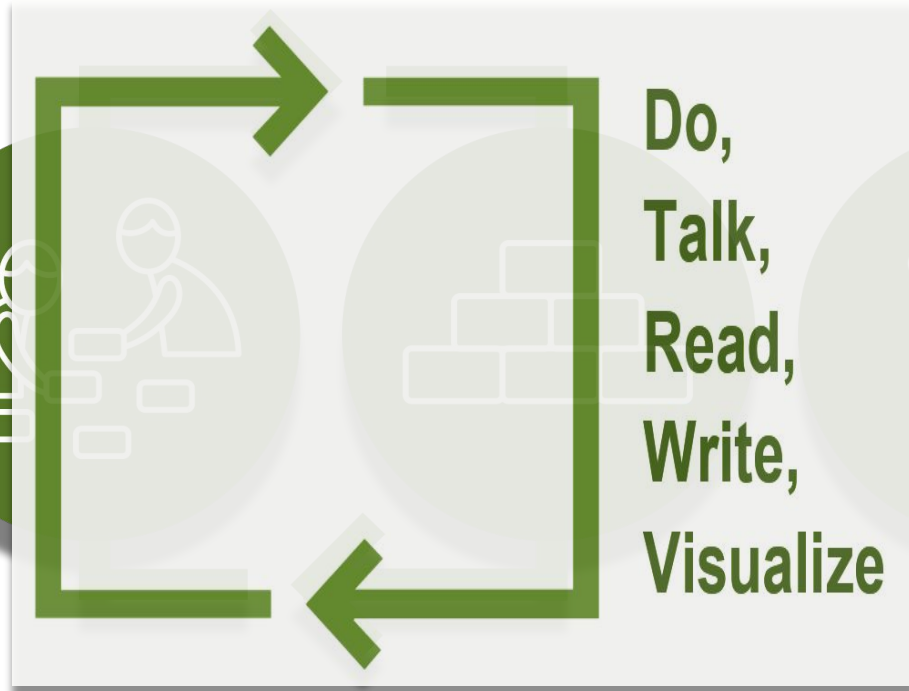 Do,
Talk,
Read,
Write,
Visualize